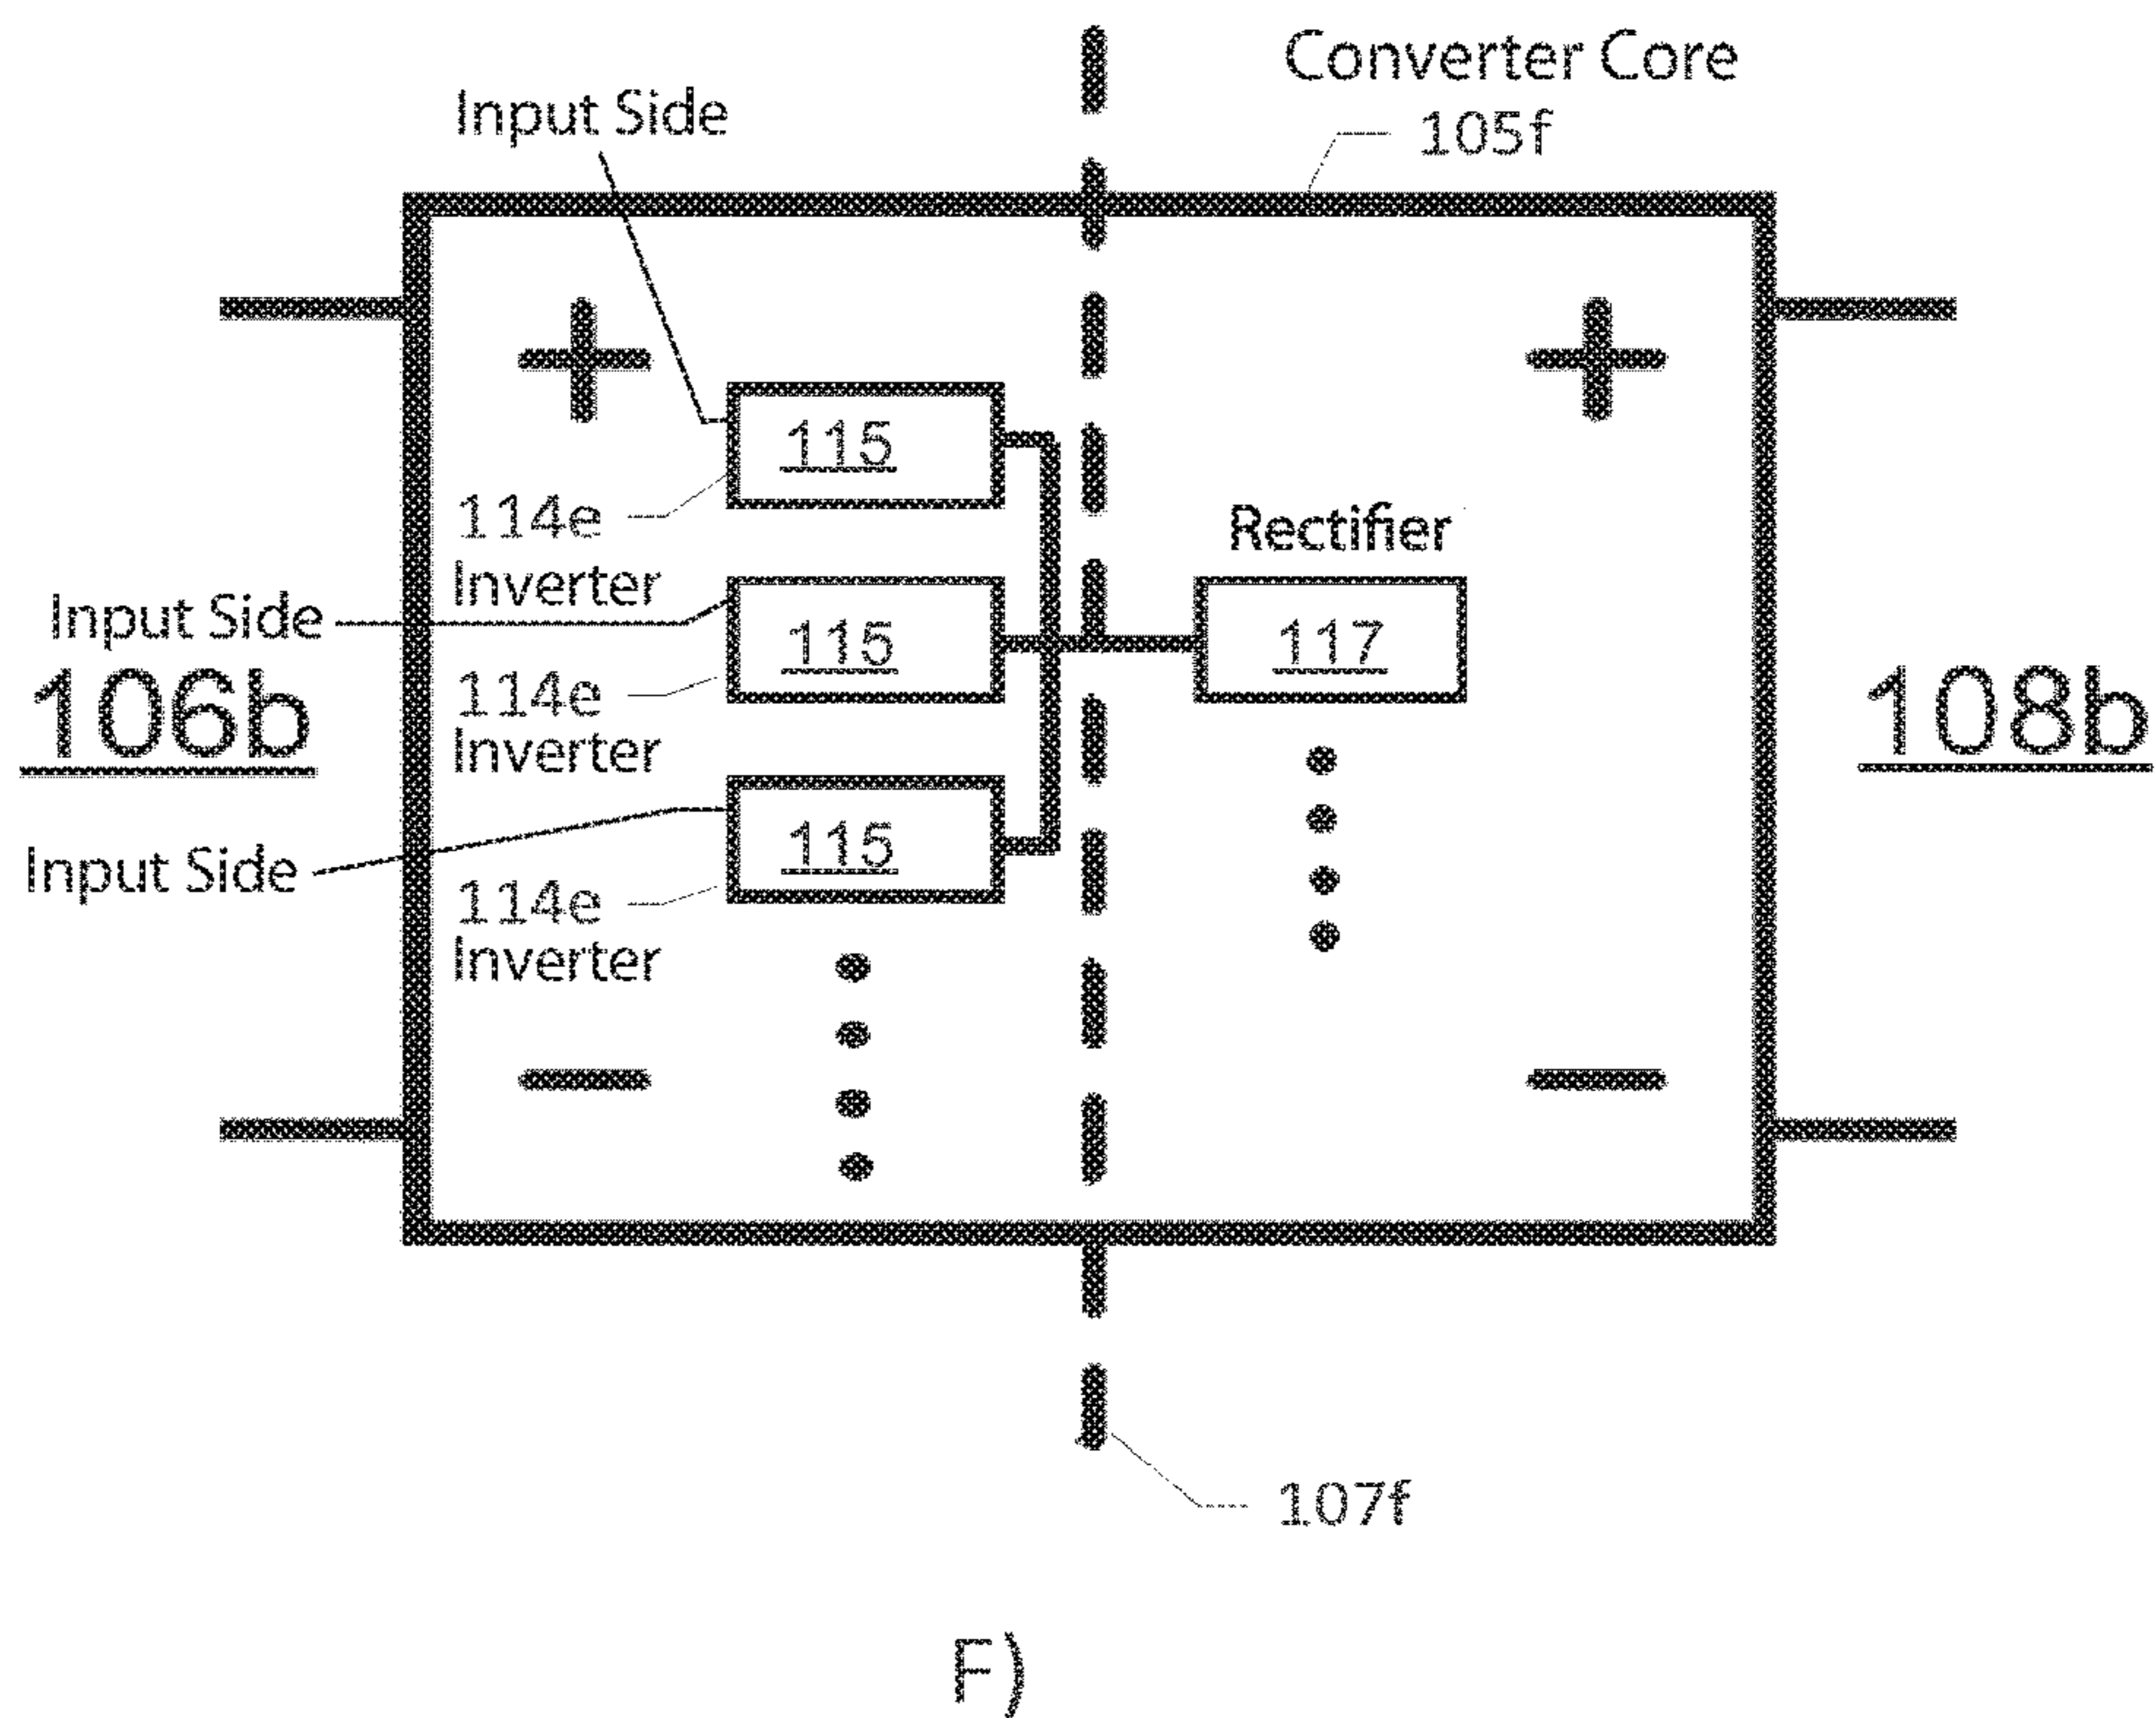 Converter Core
105f
Input Side
+
+
115
114e
Inverter
Rectifier
Input Side
115
117
106b
108b
114e
Inverter
115
Input Side
114e
Inverter
−
−
107f
F)